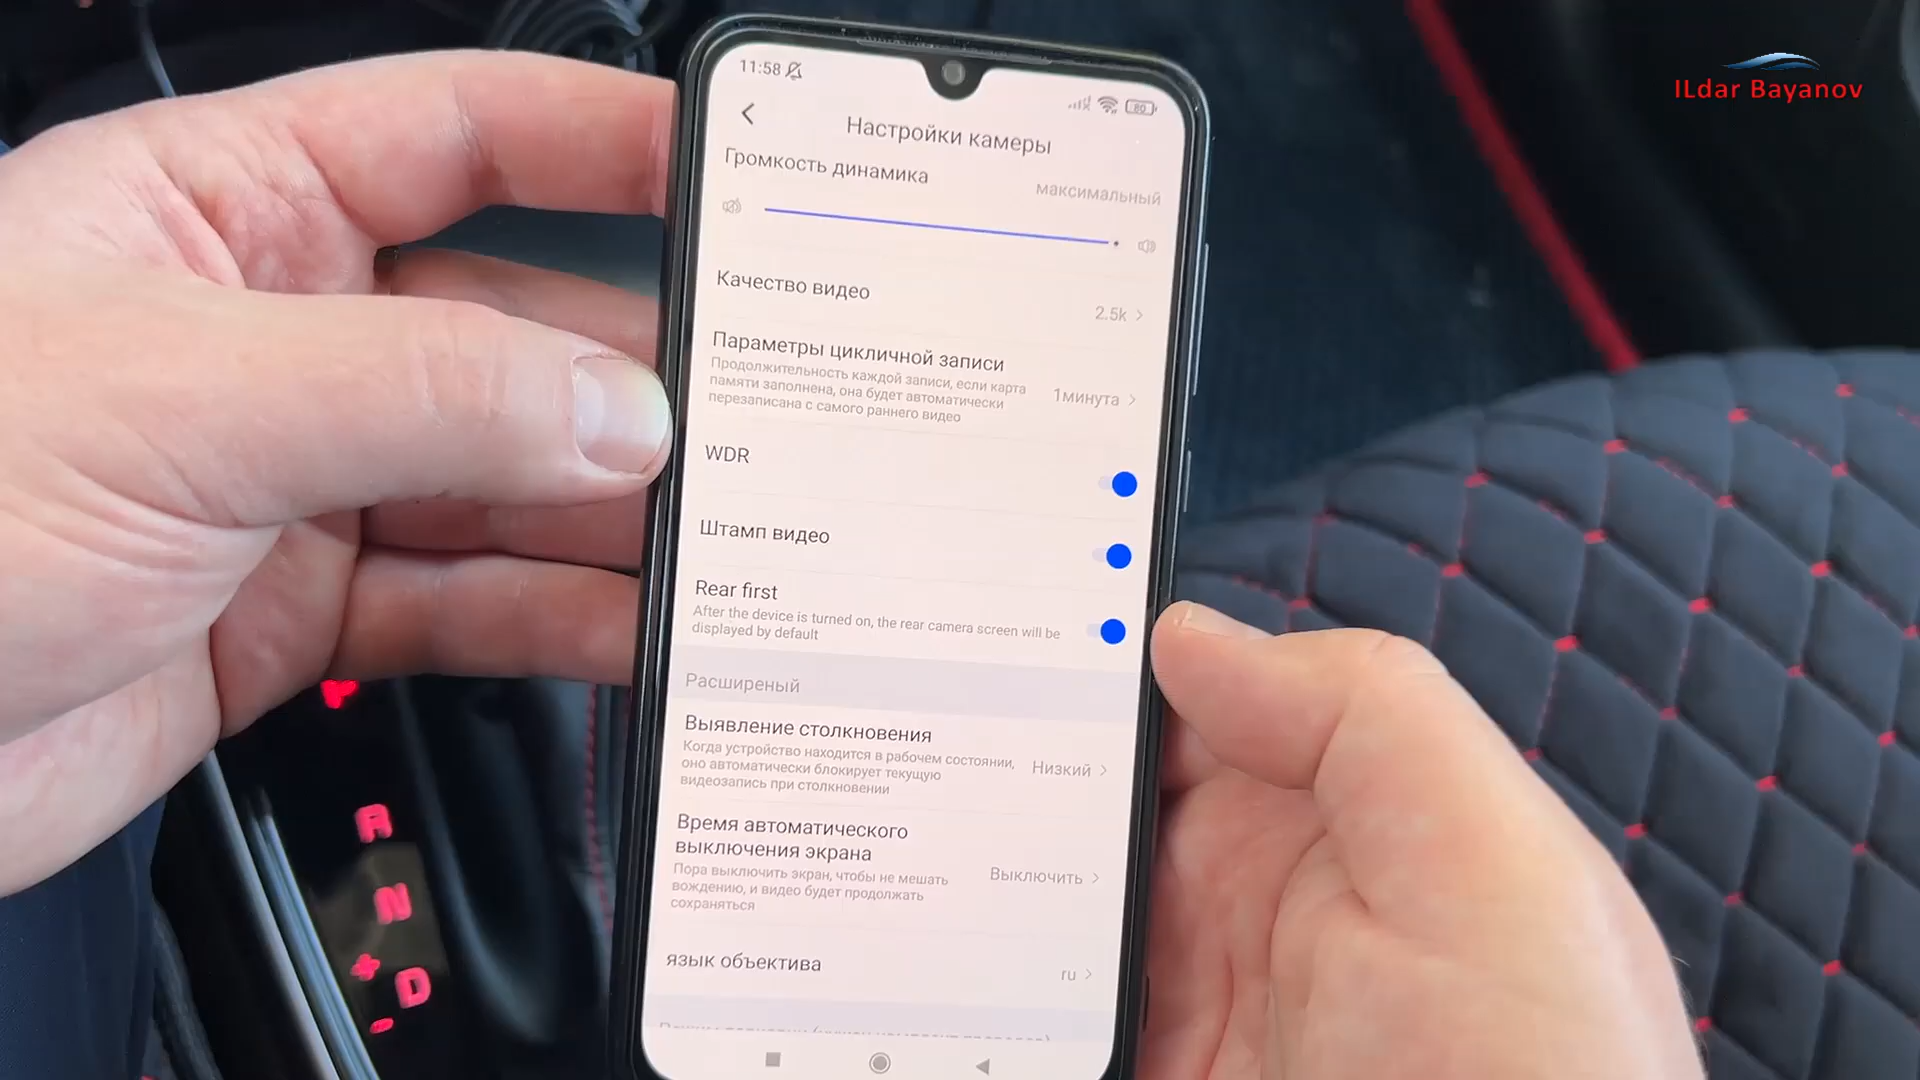 ILdar Bayanov
11:58
80
Настройки камеры
Громкость динамика
максимальный
Качество видео
2.5k
Параметры цикличной записи
Продолжительность каждой записи, если карта
памяти заполнена, она будет автоматически
перезаписана с самого раннего видео
1минута
WDR
Штамп видео
Rear first
After the device is turned on, the rear camera screen will be
displayed by default
Расширеный
Выявление столкновения
Когда устройство находится в рабочем состоянии,
оно автоматически блокирует текущую
видеозапись при столкновении
Низкий
Время автоматического
выключения экрана
Пора выключить экран, чтобы не мешать
вождению, и видео будет продолжать
сохраняться
Выключить
язык объектива
ru
R
N
+
D
-